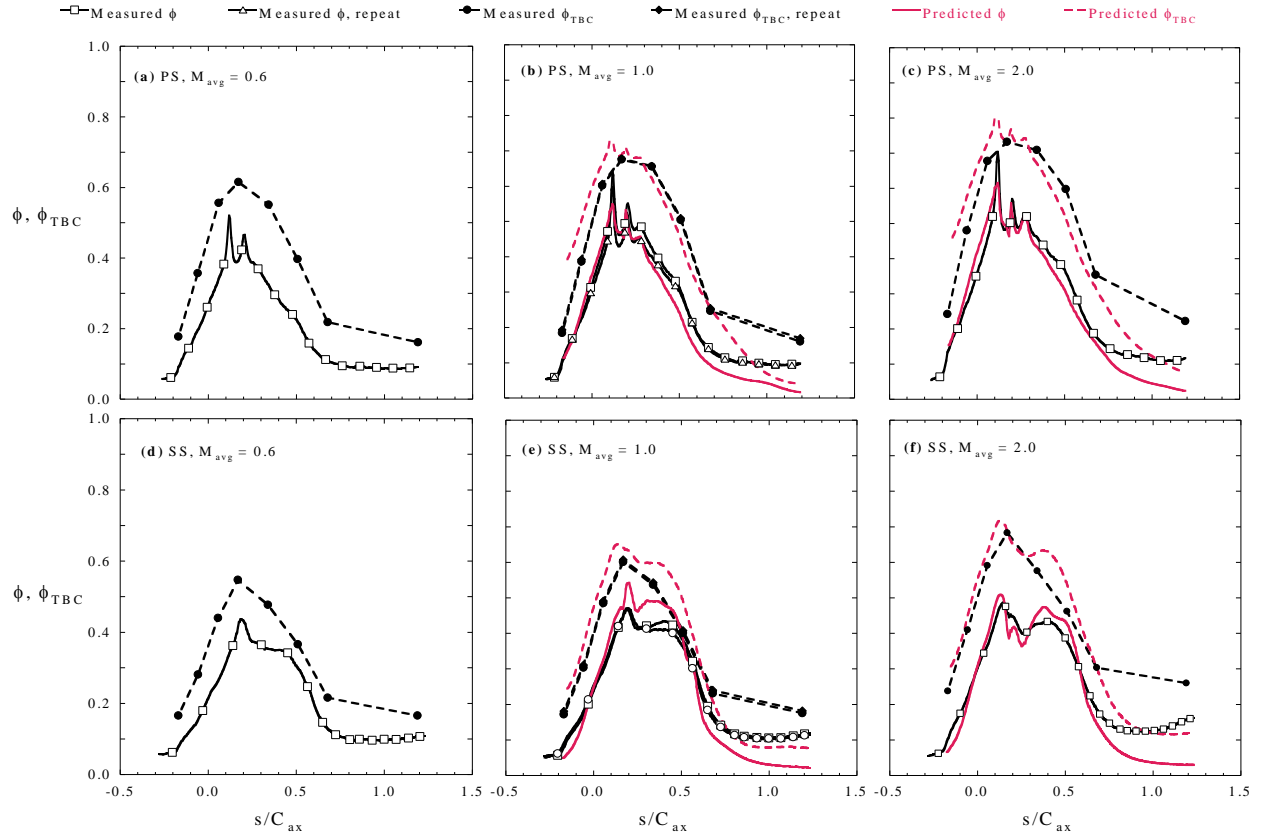 Measured ϕ Measured ϕ, repeat Measured ϕTBC Measured ϕTBC, repeat Predicted ϕ Predicted ϕTBC
1.0
(a) PS, Mavg = 0.6 (b) PS, Mavg = 1.0 (c) PS, Mavg = 2.0
0.8
0.6
ϕ, ϕTBC
0.4
0.2
0.0
1.0
(d) SS, Mavg = 0.6 (e) SS, Mavg = 1.0 (f) SS, Mavg = 2.0
0.8
0.6
ϕ, ϕTBC
0.4
0.2
0.0
-0.5 0.0 0.5 1.0 1.5 -0.5 0.0 0.5 1.0 1.5 -0.5 0.0 0.5 1.0 1.5
s/Cax s/Cax s/Cax